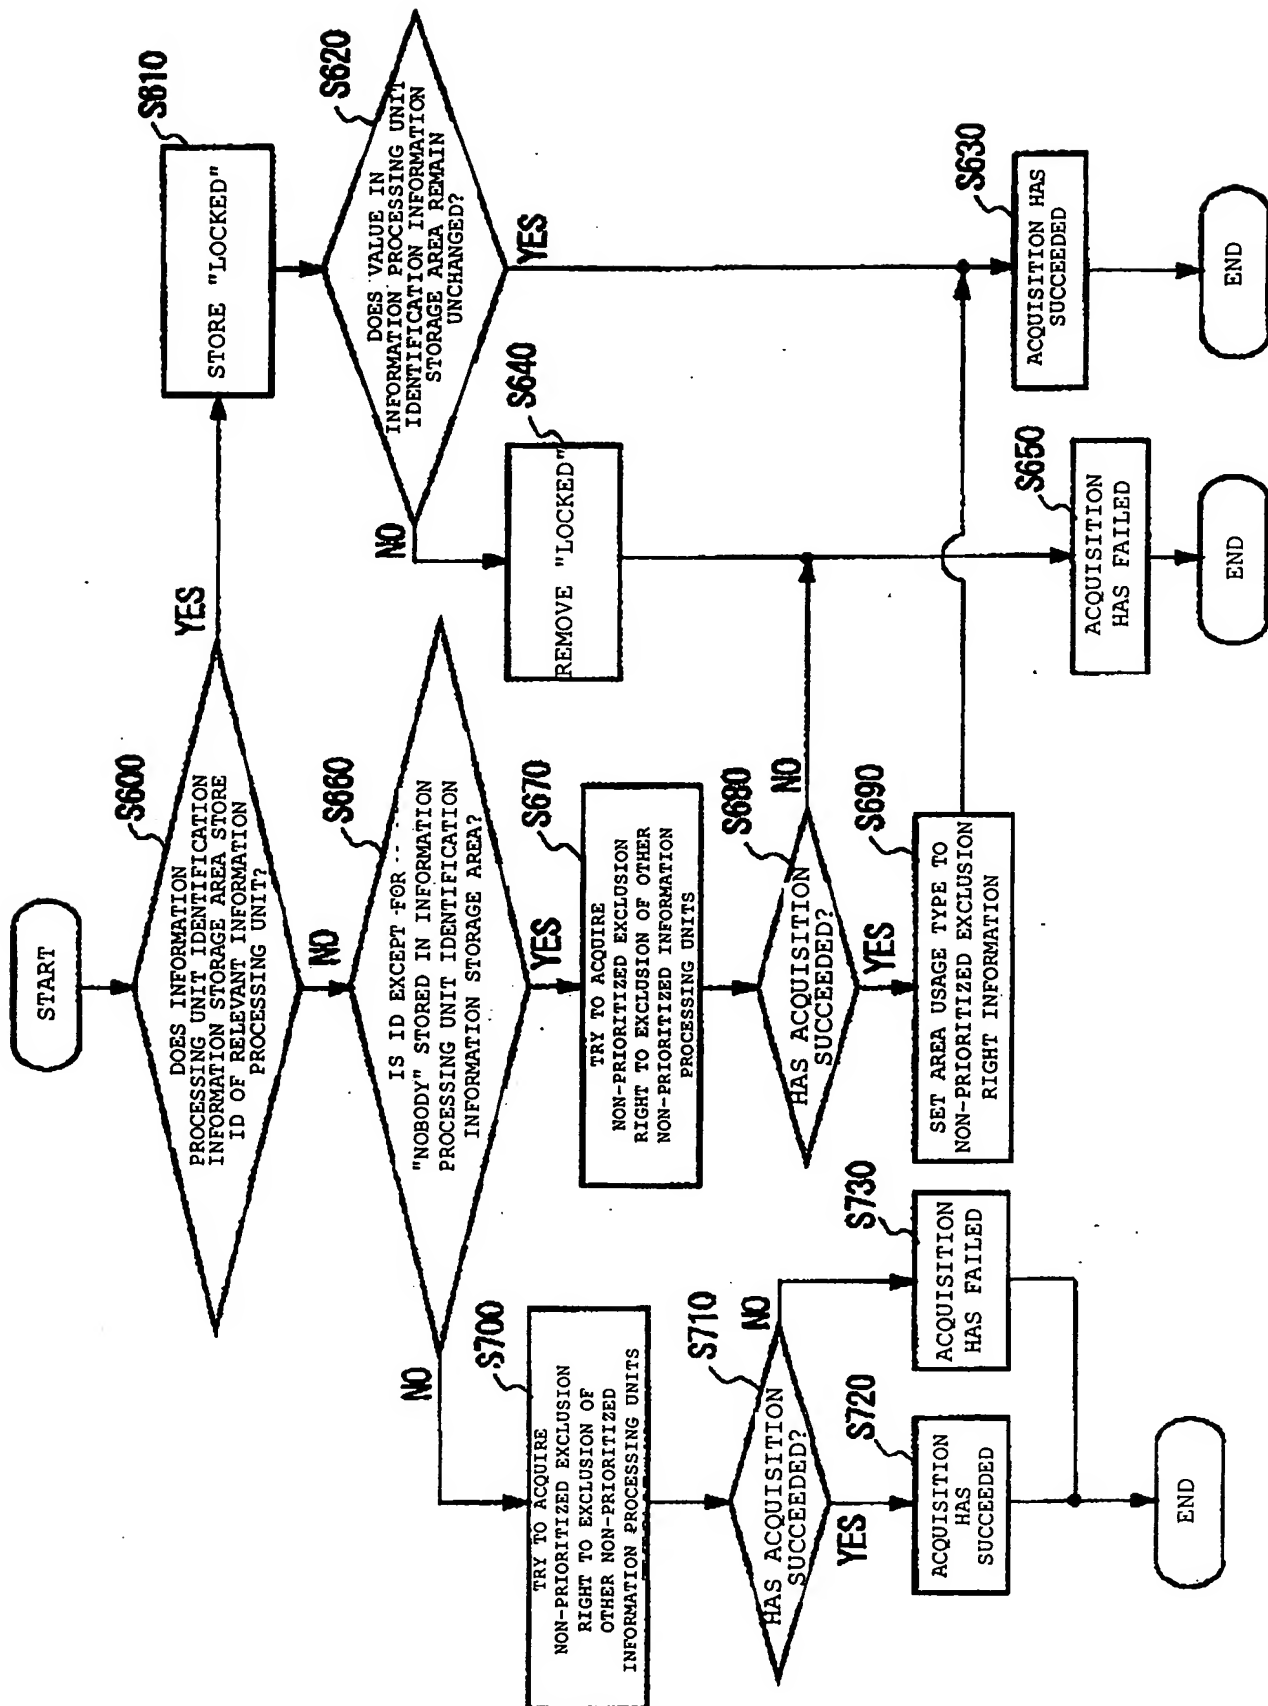 START
S600
DOES INFORMATION
PROCESSING UNIT IDENTIFICATION
INFORMATION STORAGE AREA STORE
ID OF RELEVANT INFORMATION
PROCESSING UNIT?
YES
NO
S610
STORE "LOCKED"
S620
DOES VALUE IN
INFORMATION PROCESSING UNIT
IDENTIFICATION INFORMATION
STORAGE AREA REMAIN
UNCHANGED?
YES
NO
S630
ACQUISITION HAS
SUCCEEDED
END
S640
REMOVE "LOCKED"
S650
ACQUISITION
HAS FAILED
END
S660
IS ID EXCEPT FOR
"NOBODY" STORED IN INFORMATION
PROCESSING UNIT IDENTIFICATION
INFORMATION STORAGE AREA?
YES
NO
S670
TRY TO ACQUIRE
NON-PRIORITIZED EXCLUSION
RIGHT TO EXCLUSION OF OTHER
NON-PRIORITIZED INFORMATION
PROCESSING UNITS
S680
HAS ACQUISITION
SUCCEEDED?
NO
YES
S690
SET AREA USAGE TYPE TO
NON-PRIORITIZED EXCLUSION
RIGHT INFORMATION
S700
TRY TO ACQUIRE
NON-PRIORITIZED EXCLUSION
RIGHT TO EXCLUSION OF
OTHER NON-PRIORITIZED
INFORMATION PROCESSING UNITS
S710
HAS ACQUISITION
SUCCEEDED?
NO
YES
S720
ACQUISITION
HAS
SUCCEEDED
S730
ACQUISITION
HAS FAILED
END